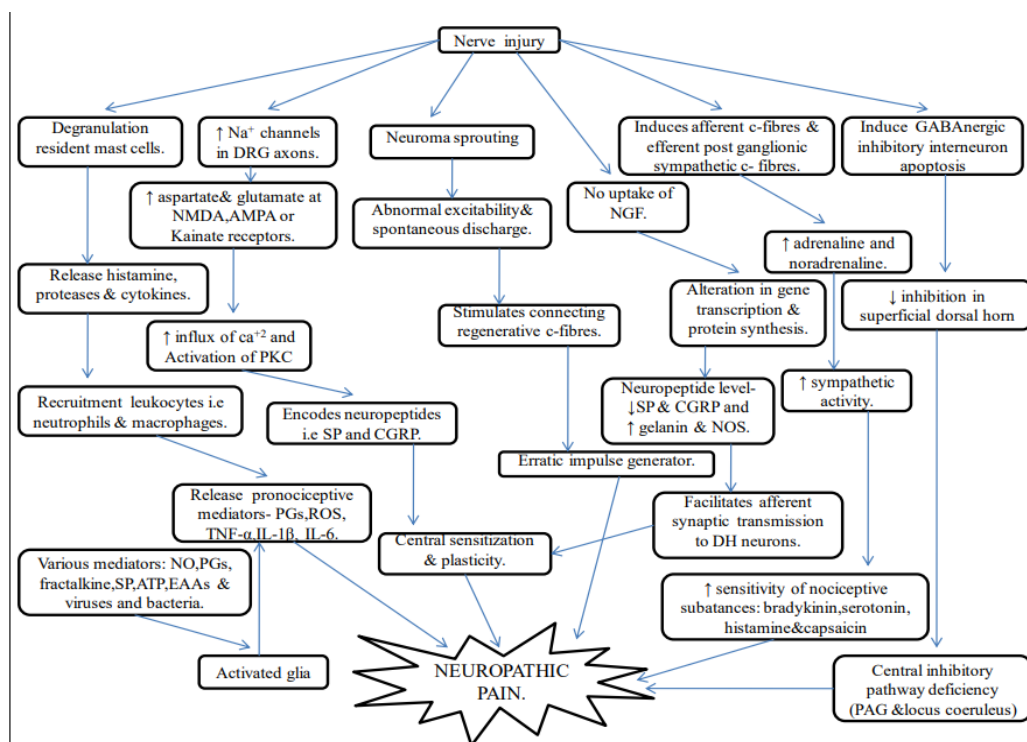 Nerve injury
Degranulation
resident mast cells.
↑ Na⁺ channels
in DRG axons.
Neuroma sprouting
Induces afferent c-fibres &
efferent post ganglionic
sympathetic c- fibres.
Induce GABAnergic
inhibitory interneuron
apoptosis
↑ aspartate& glutamate at
NMDA,AMPA or
Kainate receptors.
Abnormal excitability&
spontaneous discharge.
No uptake of
NGF.
↑ adrenaline and
noradrenaline.
Release histamine,
proteases & cytokines.
Alteration in gene
transcription &
protein synthesis.
↓ inhibition in
superficial dorsal horn
Stimulates connecting
regenerative c-fibres.
↑ influx of ca⁺² and
Activation of PKC
Neuropeptide level-
↓SP & CGRP and
↑ gelanin & NOS.
↑ sympathetic
activity.
Recruitment leukocytes i.e
neutrophils & macrophages.
Encodes neuropeptides
i.e SP and CGRP.
Erratic impulse generator.
Release pronociceptive
mediators- PGs,ROS,
TNF-α,IL-1β, IL-6.
Facilitates afferent
synaptic transmission
to DH neurons.
Central sensitization
& plasticity.
Various mediators: NO,PGs,
fractalkine,SP,ATP,EAAs &
viruses and bacteria.
↑ sensitivity of nociceptive
subatances: bradykinin,serotonin,
histamine&capsaicin
Activated glia
NEUROPATHIC
PAIN.
Central inhibitory
pathway deficiency
(PAG &locus coeruleus)